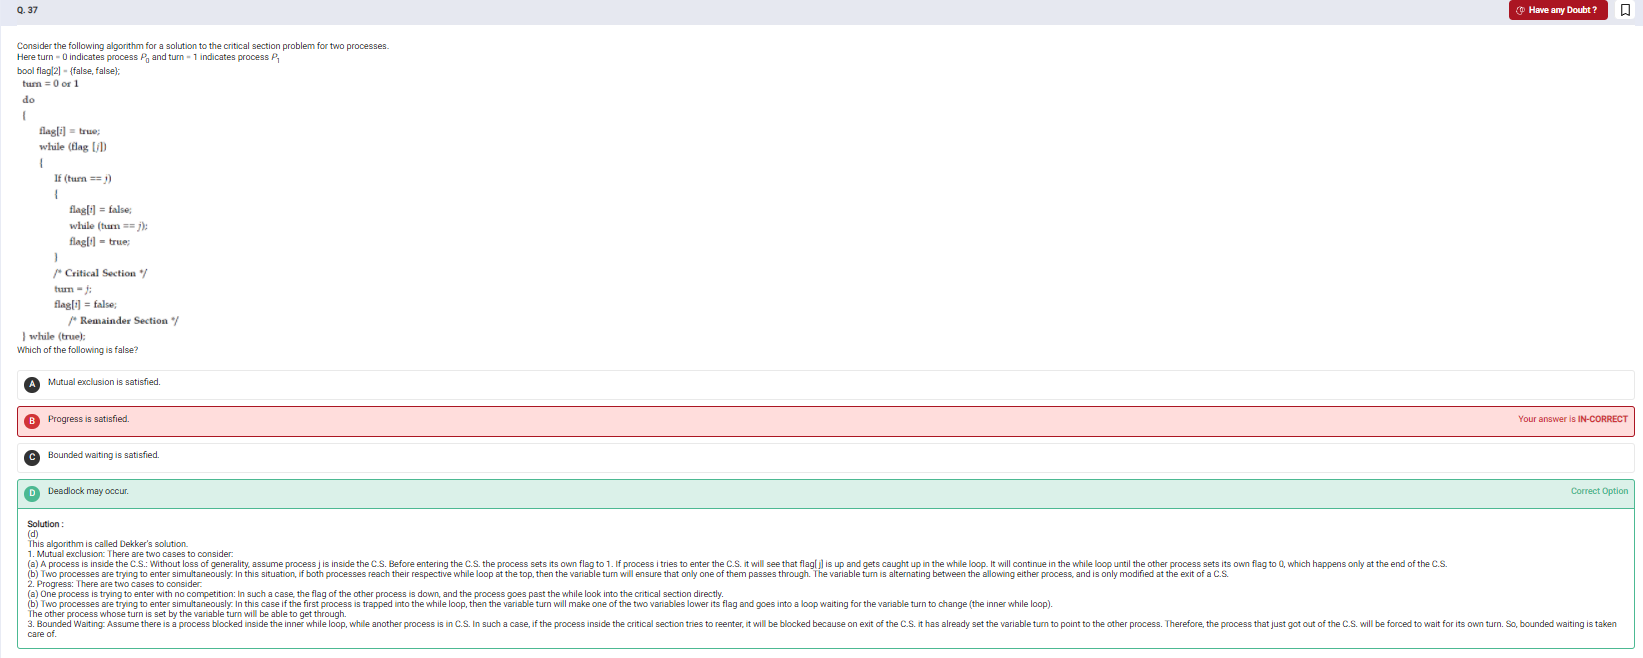 Q. 37
Have any Doubt ?
Consider the following algorithm for a solution to the critical section problem for two processes.
Here turn = 0 indicates process P0 and turn = 1 indicates process P1
bool flag[2] = {false, false};
turn = 0 or 1
do
{
flag[i] = true;
while (flag [j])
{
If (turn == j)
{
flag[i] = false;
while (turn == j);
flag[i] = true;
}
/* Critical Section */
turn = j;
flag[i] = false;
/* Remainder Section */
} while (true);
Which of the following is false?
A Mutual exclusion is satisfied.
B Progress is satisfied. Your answer is IN-CORRECT
C Bounded waiting is satisfied.
D Deadlock may occur. Correct Option
Solution :
(d)
This algorithm is called Dekker's solution.
1. Mutual exclusion: There are two cases to consider:
(a) A process is inside the C.S.: Without loss of generality, assume process j is inside the C.S. Before entering the C.S. the process sets its own flag to 1. If process i tries to enter the C.S. it will see that flag[j] is up and gets caught up in the while loop. It will continue in the while loop until the other process sets its own flag to 0, which happens only at the end of the C.S.
(b) Two processes are trying to enter simultaneously: In this situation, if both processes reach their respective while loop at the top, then the variable turn will ensure that only one of them passes through. The variable turn is alternating between the allowing either process, and is only modified at the exit of a C.S.
2. Progress: There are two cases to consider:
(a) One process is trying to enter with no competition: In such a case, the flag of the other process is down, and the process goes past the while look into the critical section directly.
(b) Two processes are trying to enter simultaneously: In this case if the first process is trapped into the while loop, then the variable turn will make one of the two variables lower its flag and goes into a loop waiting for the variable turn to change (the inner while loop).
The other process whose turn is set by the variable turn will be able to get through.
3. Bounded Waiting: Assume there is a process blocked inside the inner while loop, while another process is in C.S. In such a case, if the process inside the critical section tries to reenter, it will be blocked because on exit of the C.S. it has already set the variable turn to point to the other process. Therefore, the process that just got out of the C.S. will be forced to wait for its own turn. So, bounded waiting is taken
care of.